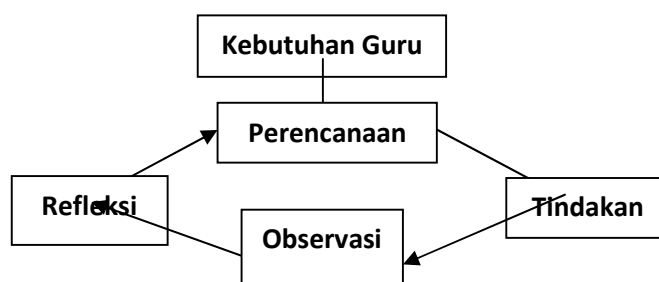 Kebutuhan Guru
Perencanaan
Refleksi
Tindakan
Observasi